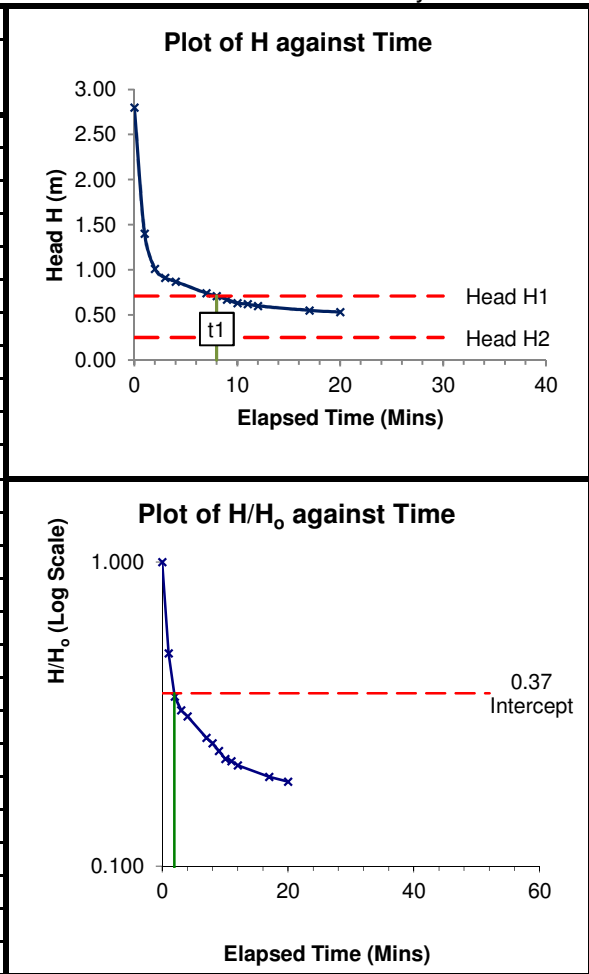 Plot of H against Time
Head H (m)
3.00
2.50
2.00
1.50
1.00
0.50
0.00
Head H1
Head H2
t1
0 10 20 30 40
Elapsed Time (Mins)
Plot of H/Ho against Time
H/Ho (Log Scale)
1.000
0.37
Intercept
0.100
0 20 40 60
Elapsed Time (Mins)